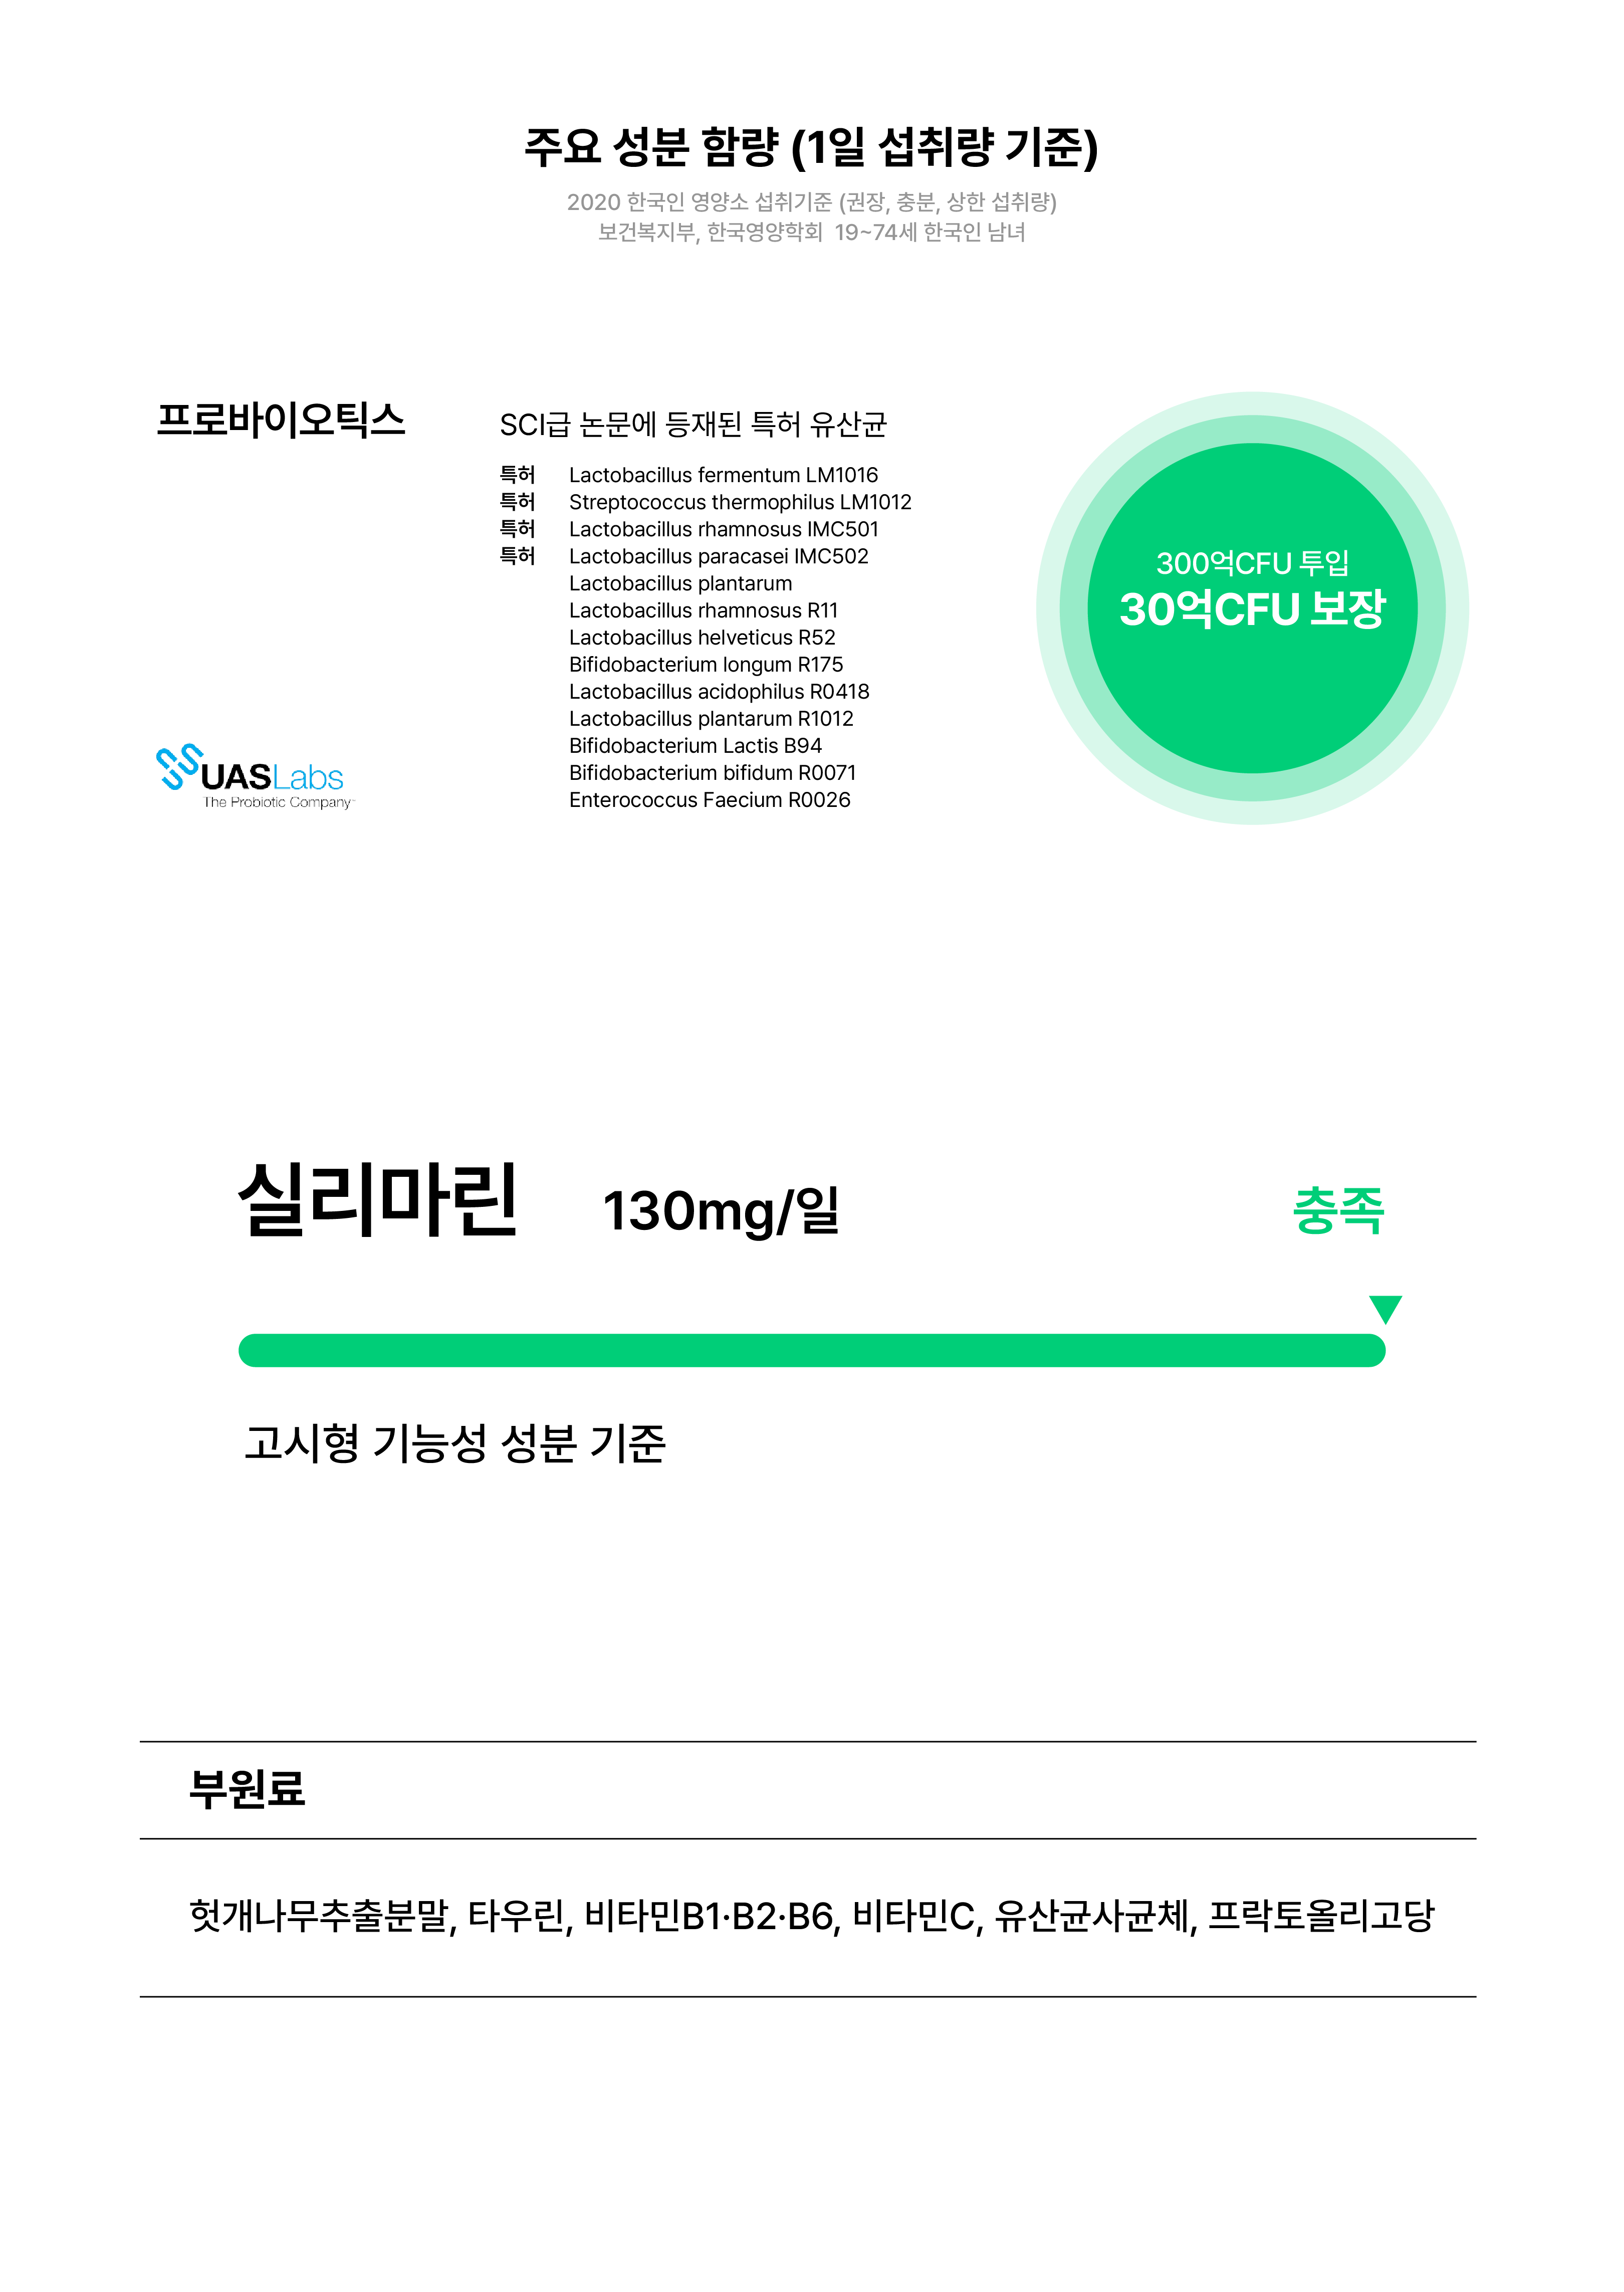 주요 성분 함량 (1일 섭취량 기준)
2020 한국인 영양소 섭취기준 (권장, 충분, 상한 섭취량)
보건복지부, 한국영양학회 19~74세 한국인 남녀
프로바이오틱스
SCI급 논문에 등재된 특허 유산균
특허 Lactobacillus fermentum LM1016
특허 Streptococcus thermophilus LM1012
특허 Lactobacillus rhamnosus IMC501
특허 Lactobacillus paracasei IMC502
Lactobacillus plantarum
Lactobacillus rhamnosus R11
Lactobacillus helveticus R52
Bifidobacterium longum R175
Lactobacillus acidophilus R0418
Lactobacillus plantarum R1012
Bifidobacterium Lactis B94
Bifidobacterium bifidum R0071
Enterococcus Faecium R0026
UASLabs
The Probiotic Company™
300억CFU 투입
30억CFU 보장
실리마린 130mg/일 충족
고시형 기능성 성분 기준
부원료
헛개나무추출분말, 타우린, 비타민B1·B2·B6, 비타민C, 유산균사균체, 프락토올리고당